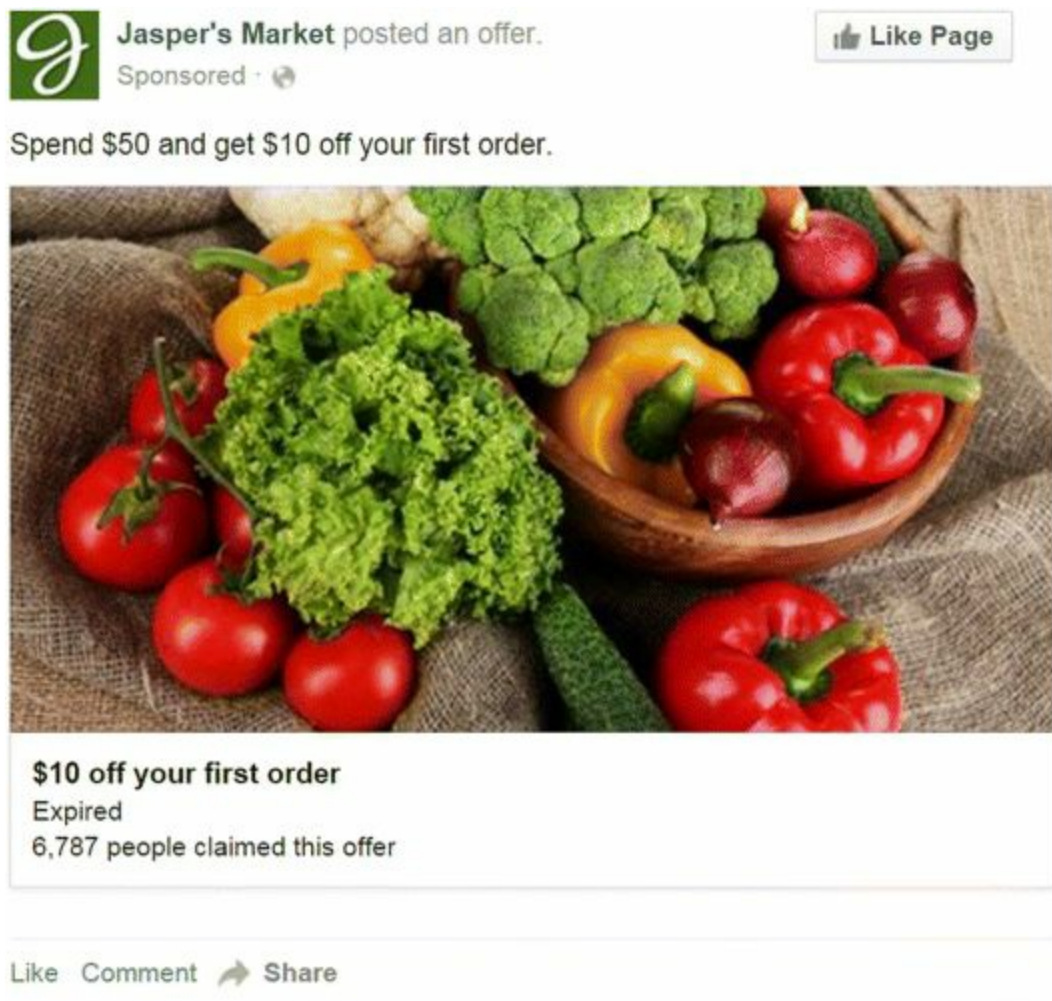 Jasper's Market posted an offer.
Like Page
Sponsored ·
Spend $50 and get $10 off your first order.
$10 off your first order
Expired
6,787 people claimed this offer
Like Comment Share